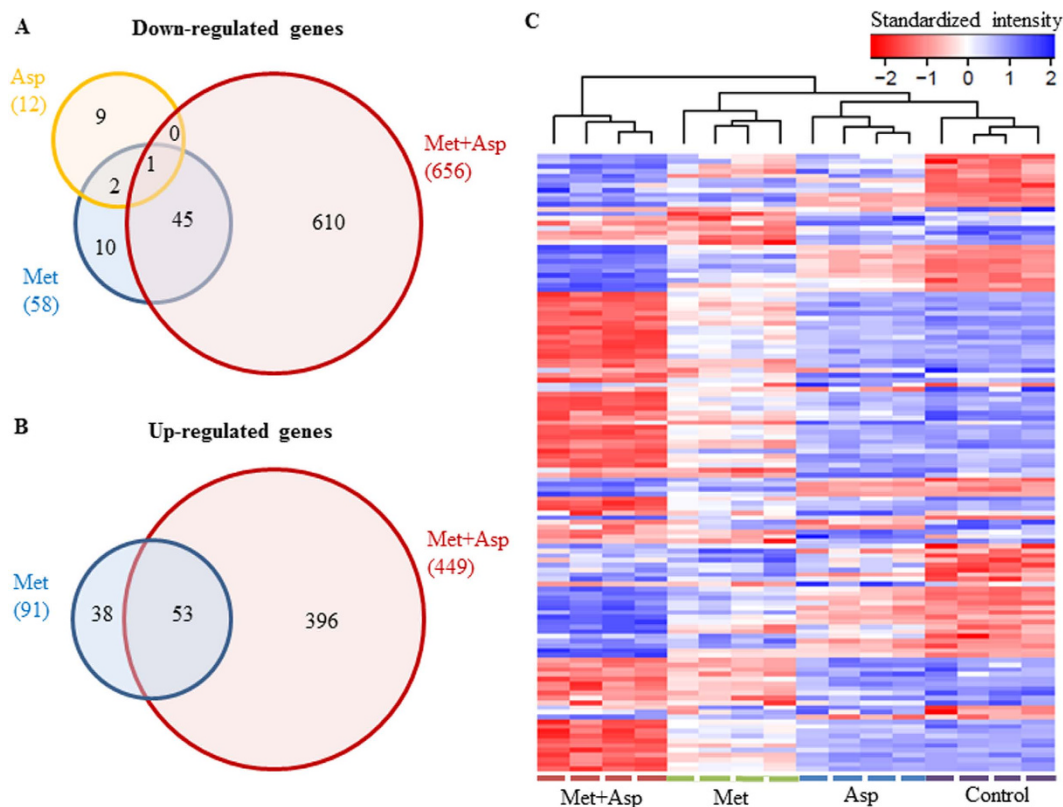 A
Down-regulated genes
Asp
(12)
9
0
1
2
45
610
10
Met+Asp
(656)
Met
(58)
B
Up-regulated genes
Met
(91)
38
53
396
Met+Asp
(449)
C
Standardized intensity
−2 −1 0 1 2
Met+Asp Met Asp Control